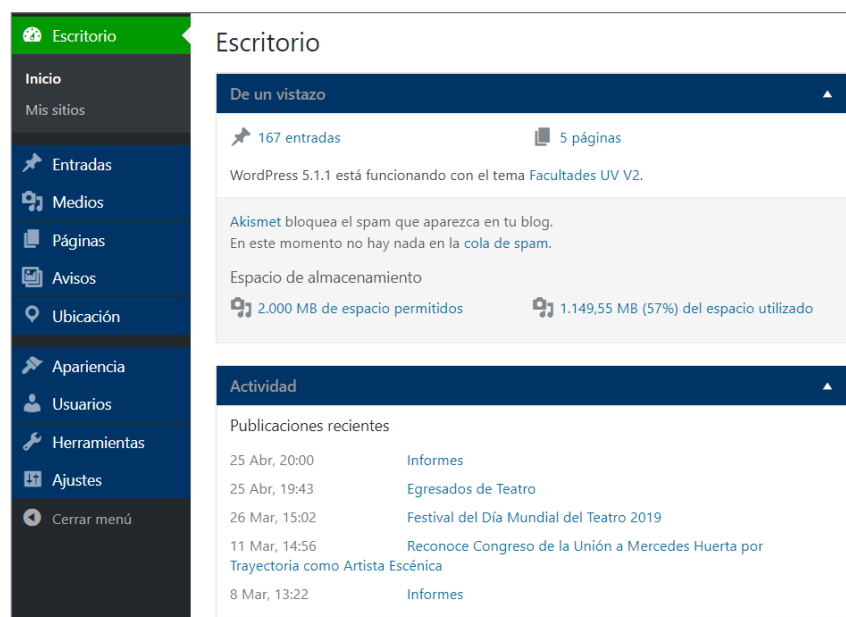 Escritorio
Inicio
Mis sitios
Entradas
Medios
Páginas
Avisos
Ubicación
Apariencia
Usuarios
Herramientas
Ajustes
Cerrar menú
Escritorio
De un vistazo
167 entradas
5 páginas
WordPress 5.1.1 está funcionando con el tema Facultades UV V2.
Akismet bloquea el spam que aparezca en tu blog.
En este momento no hay nada en la cola de spam.
Espacio de almacenamiento
2.000 MB de espacio permitidos
1.149,55 MB (57%) del espacio utilizado
Actividad
Publicaciones recientes
25 Abr, 20:00 Informes
25 Abr, 19:43 Egresados de Teatro
26 Mar, 15:02 Festival del Día Mundial del Teatro 2019
11 Mar, 14:56 Reconoce Congreso de la Unión a Mercedes Huerta por
Trayectoria como Artista Escénica
8 Mar, 13:22 Informes